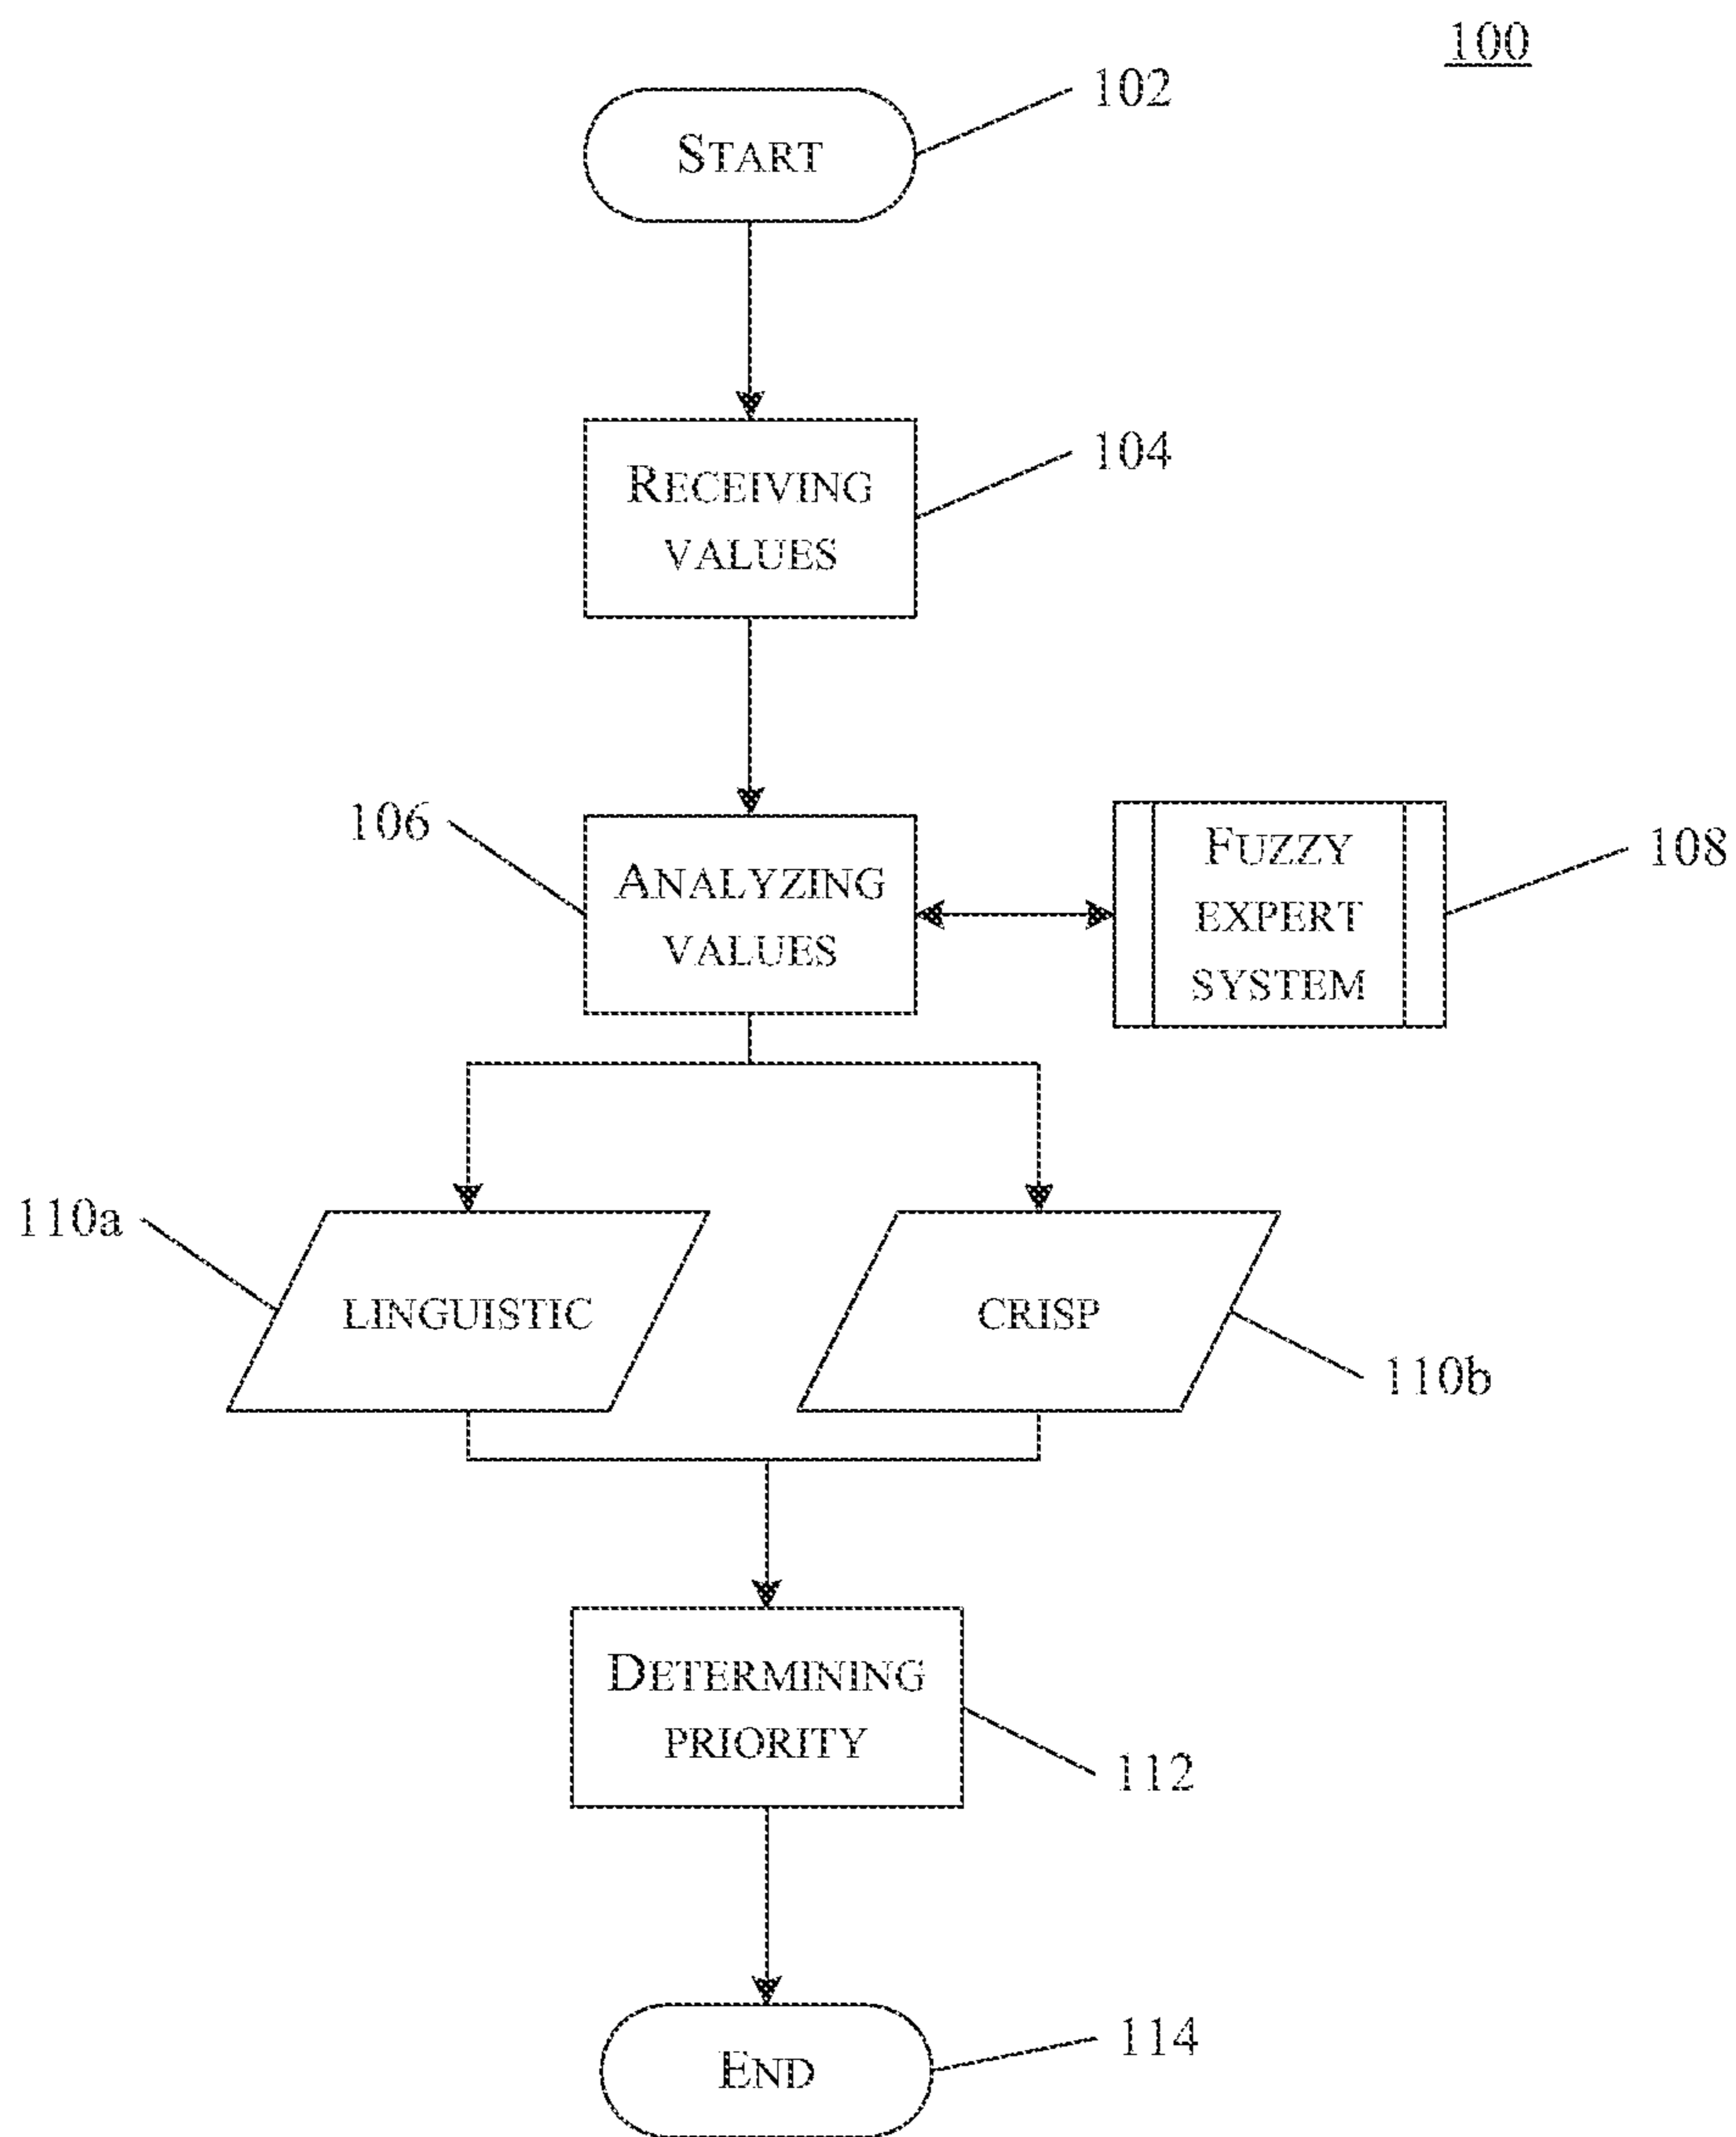 100
102
START
104
RECEIVING
VALUES
106
ANALYZING
VALUES
FUZZY
EXPERT
SYSTEM
108
110a
LINGUISTIC
CRISP
110b
DETERMINING
PRIORITY
112
END
114